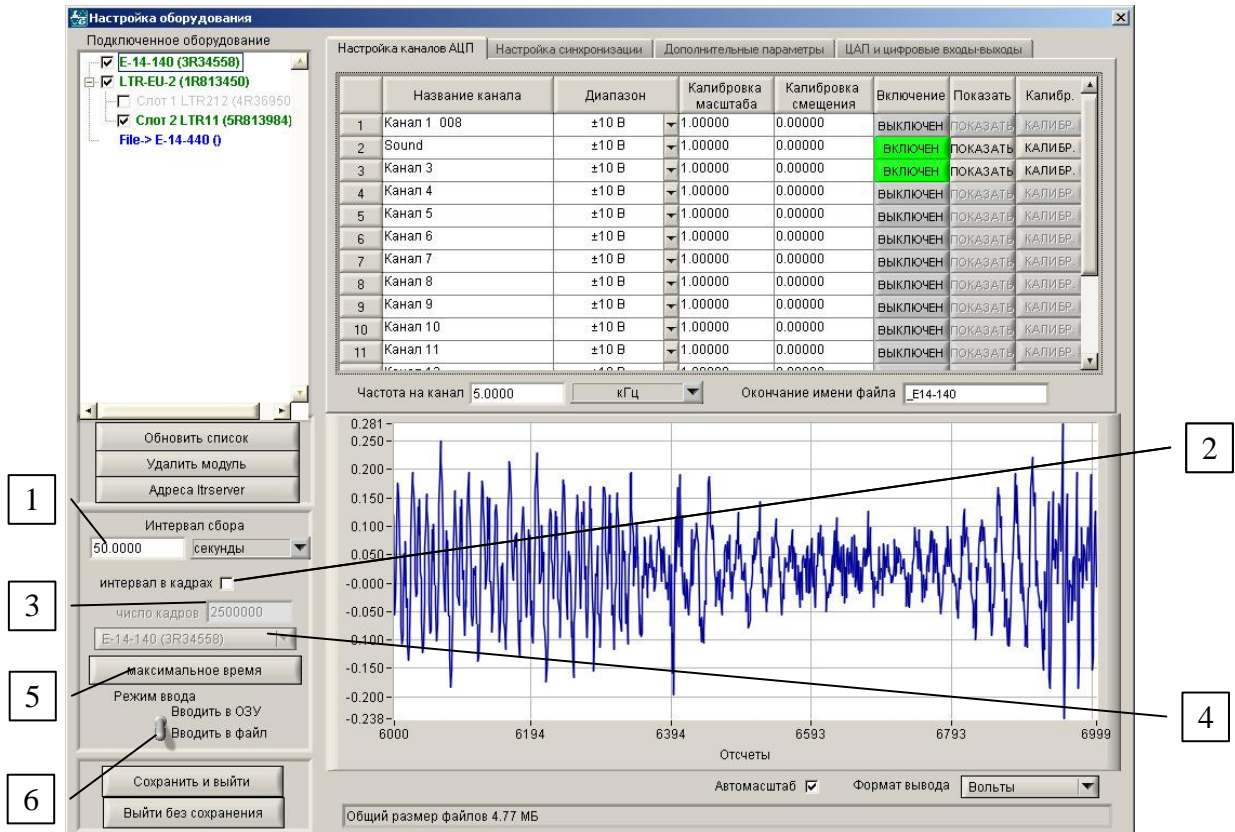 Настройка оборудования
Подключенное оборудование
E-14-140 (3R34558)
LTR-EU-2 (1R813450)
Слот 1 LTR212 (4R36950
Слот 2 LTR11 (5R813984)
File-> E-14-440 ()
Настройка каналов АЦП Настройка синхронизации Дополнительные параметры ЦАП и цифровые входы-выходы
Название канала Диапазон Калибровка масштаба Калибровка смещения Включение Показать Калибр.
1 Канал 1 008 ±10 В 1.00000 0.00000 ВЫКЛЮЧЕН ПОКАЗАТЬ КАЛИБР.
2 Sound ±10 В 1.00000 0.00000 ВКЛЮЧЕН ПОКАЗАТЬ КАЛИБР.
3 Канал 3 ±10 В 1.00000 0.00000 ВКЛЮЧЕН ПОКАЗАТЬ КАЛИБР.
4 Канал 4 ±10 В 1.00000 0.00000 ВЫКЛЮЧЕН ПОКАЗАТЬ КАЛИБР.
5 Канал 5 ±10 В 1.00000 0.00000 ВЫКЛЮЧЕН ПОКАЗАТЬ КАЛИБР.
6 Канал 6 ±10 В 1.00000 0.00000 ВЫКЛЮЧЕН ПОКАЗАТЬ КАЛИБР.
7 Канал 7 ±10 В 1.00000 0.00000 ВЫКЛЮЧЕН ПОКАЗАТЬ КАЛИБР.
8 Канал 8 ±10 В 1.00000 0.00000 ВЫКЛЮЧЕН ПОКАЗАТЬ КАЛИБР.
9 Канал 9 ±10 В 1.00000 0.00000 ВЫКЛЮЧЕН ПОКАЗАТЬ КАЛИБР.
10 Канал 10 ±10 В 1.00000 0.00000 ВЫКЛЮЧЕН ПОКАЗАТЬ КАЛИБР.
11 Канал 11 ±10 В 1.00000 0.00000 ВЫКЛЮЧЕН ПОКАЗАТЬ КАЛИБР.
Частота на канал 5.0000 кГц Окончание имени файла _E14-140
Обновить список
Удалить модуль
Адреса ltrserver
Интервал сбора
50.0000 секунды
интервал в кадрах
число кадров 2500000
E-14-140 (3R34558)
максимальное время
Режим ввода
Вводить в ОЗУ
Вводить в файл
Сохранить и выйти
Выйти без сохранения
0.281
0.250
0.200
0.150
0.100
0.050
-0.000
-0.050
-0.100
-0.150
-0.200
-0.238
6000 6194 6394 6593 6793 6999
Отсчеты
Автомасштаб Формат вывода Вольты
Общий размер файлов 4.77 МБ
1
2
3
4
5
6